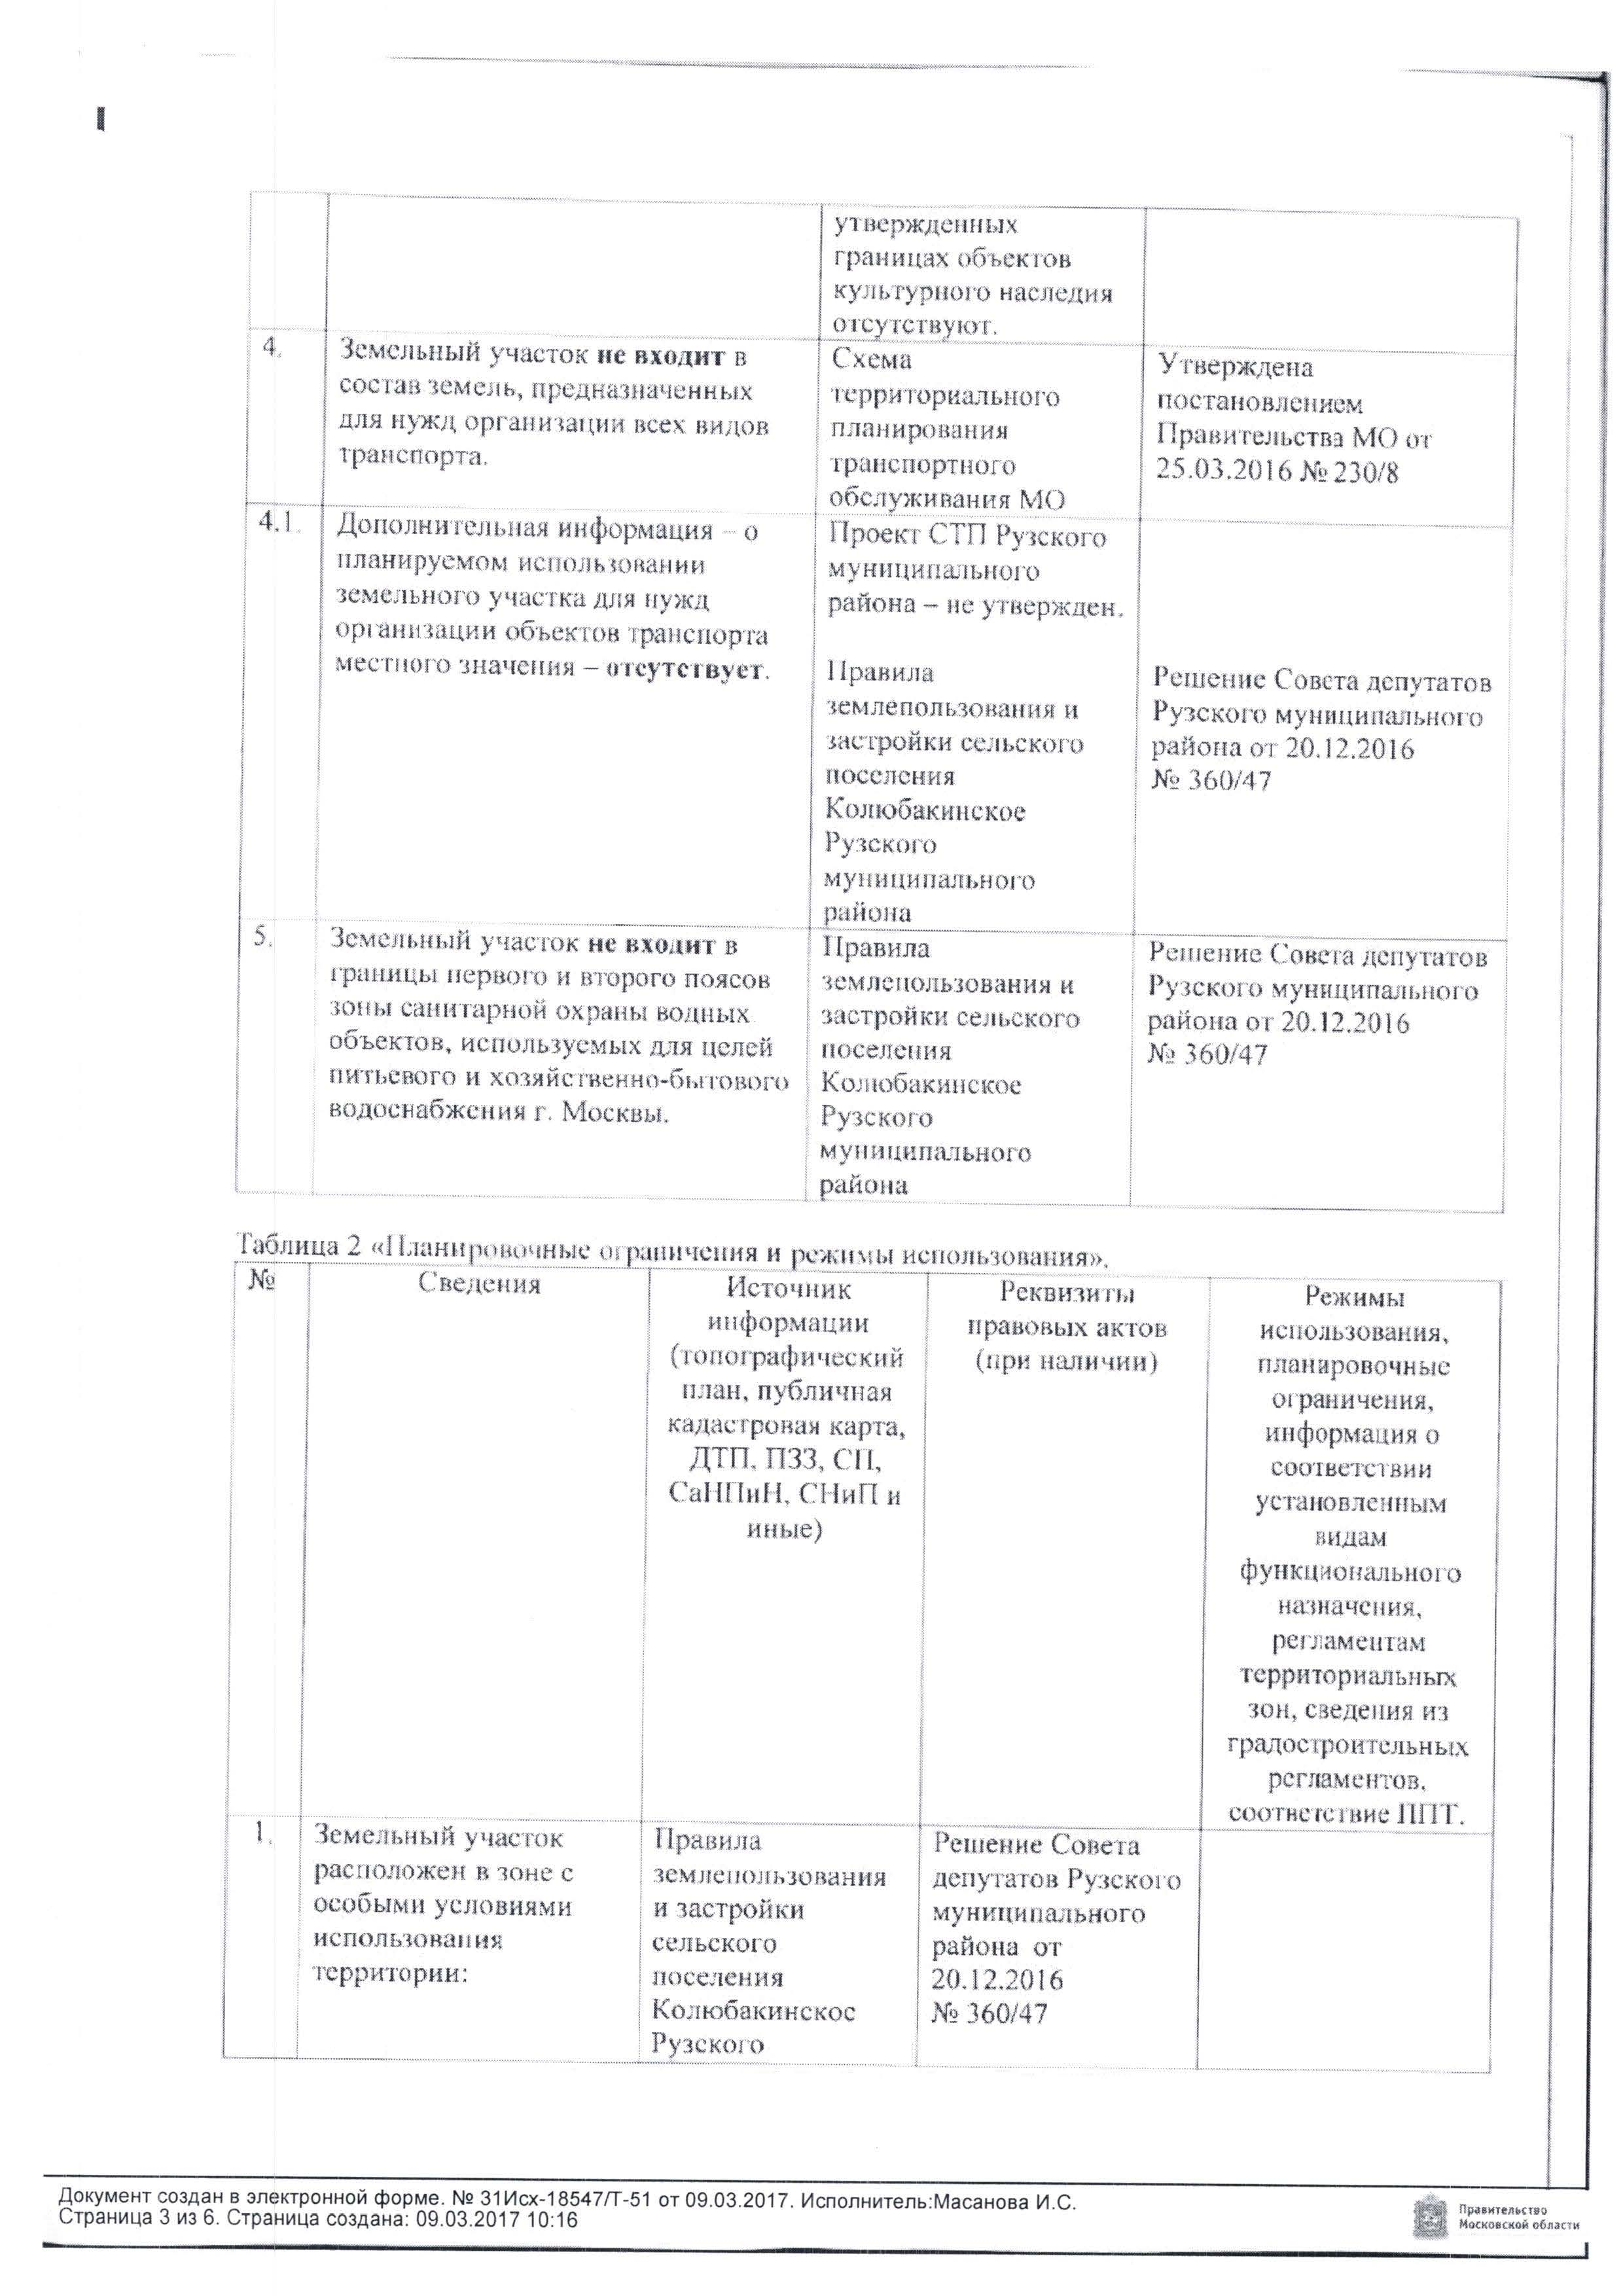 утвержденных
границах объектов
культурного наследия
отсутствуют.
4.
Земельный участок не входит в
состав земель, предназначенных
для нужд организации всех видов
транспорта.
Схема
территориального
планирования
транспортного
обслуживания МО
Утверждена
постановлением
Правительства МО от
25.03.2016 № 230/8
4.1.
Дополнительная информация – о
планируемом использовании
земельного участка для нужд
организации объектов транспорта
местного значения – отсутствует.
Проект СТП Рузского
муниципального
района – не утвержден.
Правила
землепользования и
застройки сельского
поселения
Колюбакинское
Рузского
муниципального
района
Решение Совета депутатов
Рузского муниципального
района от 20.12.2016
№ 360/47
5.
Земельный участок не входит в
границы первого и второго поясов
зоны санитарной охраны водных
объектов, используемых для целей
питьевого и хозяйственно-бытового
водоснабжения г. Москвы.
Правила
землепользования и
застройки сельского
поселения
Колюбакинское
Рузского
муниципального
района
Решение Совета депутатов
Рузского муниципального
района от 20.12.2016
№ 360/47
Таблица 2 «Планировочные ограничения и режимы использования».
№
Сведения
Источник
информации
(топографический
план, публичная
кадастровая карта,
ДТП, ПЗЗ, СП,
СаНПиН, СНиП и
иные)
Реквизиты
правовых актов
(при наличии)
Режимы
использования,
планировочные
ограничения,
информация о
соответствии
установленным
видам
функционального
назначения,
регламентам
территориальных
зон, сведения из
градостроительных
регламентов,
соответствие ППТ.
1.
Земельный участок
расположен в зоне с
особыми условиями
использования
территории:
Правила
землепользования
и застройки
сельского
поселения
Колюбакинское
Рузского
Решение Совета
депутатов Рузского
муниципального
района от
20.12.2016
№ 360/47
Документ создан в электронной форме. № 31Исх-18547/Т-51 от 09.03.2017. Исполнитель:Масанова И.С.
Страница 3 из 6. Страница создана: 09.03.2017 10:16
Правительство
Московской области